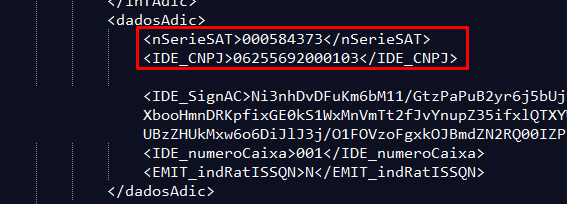 </infAdic>
<dadosAdic>
<nSerieSAT>000584373</nSerieSAT>
<IDE_CNPJ>06255692000103</IDE_CNPJ>
<IDE_SignAC>Ni3nhDvDFuKm6bM11/GtzPaPuB2yr6j5bUj
XbooHmnDRKpfixGE0kS1WxMnVmTt2fJvYnupZ35ifxlQTXYW
UBzZHUkMxw6o6DiJlJ3j/O1FOVzoFgxkOJBmdZN2RQ00IZP
<IDE_numeroCaixa>001</IDE_numeroCaixa>
<EMIT_indRatISSQN>N</EMIT_indRatISSQN>
</dadosAdic>